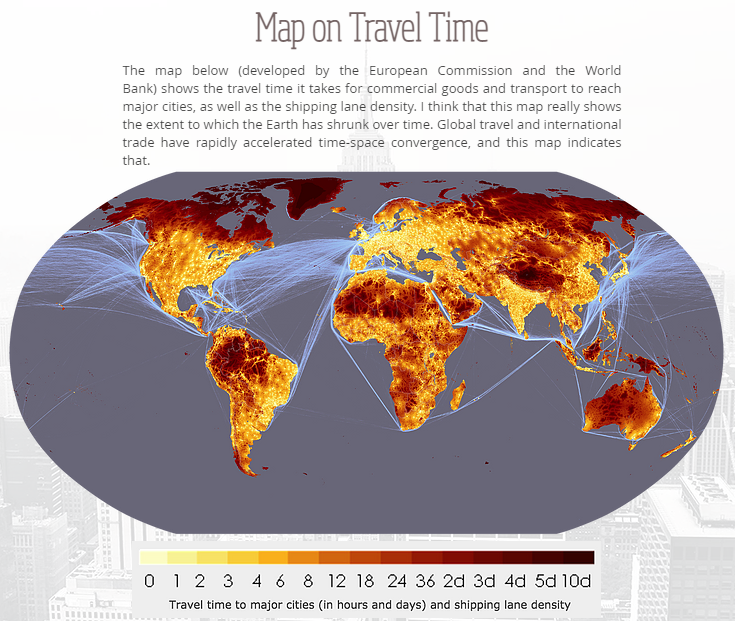 Map on Travel Time
The map below (developed by the European Commission and the World
Bank) shows the travel time it takes for commercial goods and transport to reach
major cities, as well as the shipping lane density. I think that this map really shows
the extent to which the Earth has shrunk over time. Global travel and international
trade have rapidly accelerated time-space convergence, and this map indicates
that.
0 1 2 3 4 6 8 12 18 24 36 2d 3d 4d 5d 10d
Travel time to major cities (in hours and days) and shipping lane density